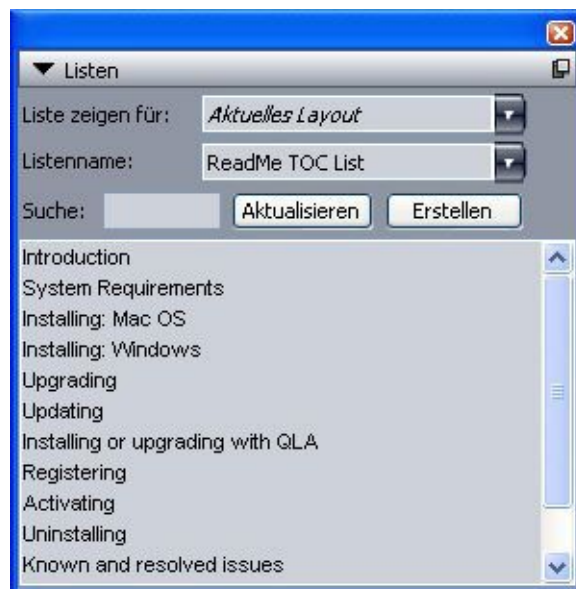 Listen
Liste zeigen für: Aktuelles Layout
Listenname: ReadMe TOC List
Suche: Aktualisieren Erstellen
Introduction
System Requirements
Installing: Mac OS
Installing: Windows
Upgrading
Updating
Installing or upgrading with QLA
Registering
Activating
Uninstalling
Known and resolved issues